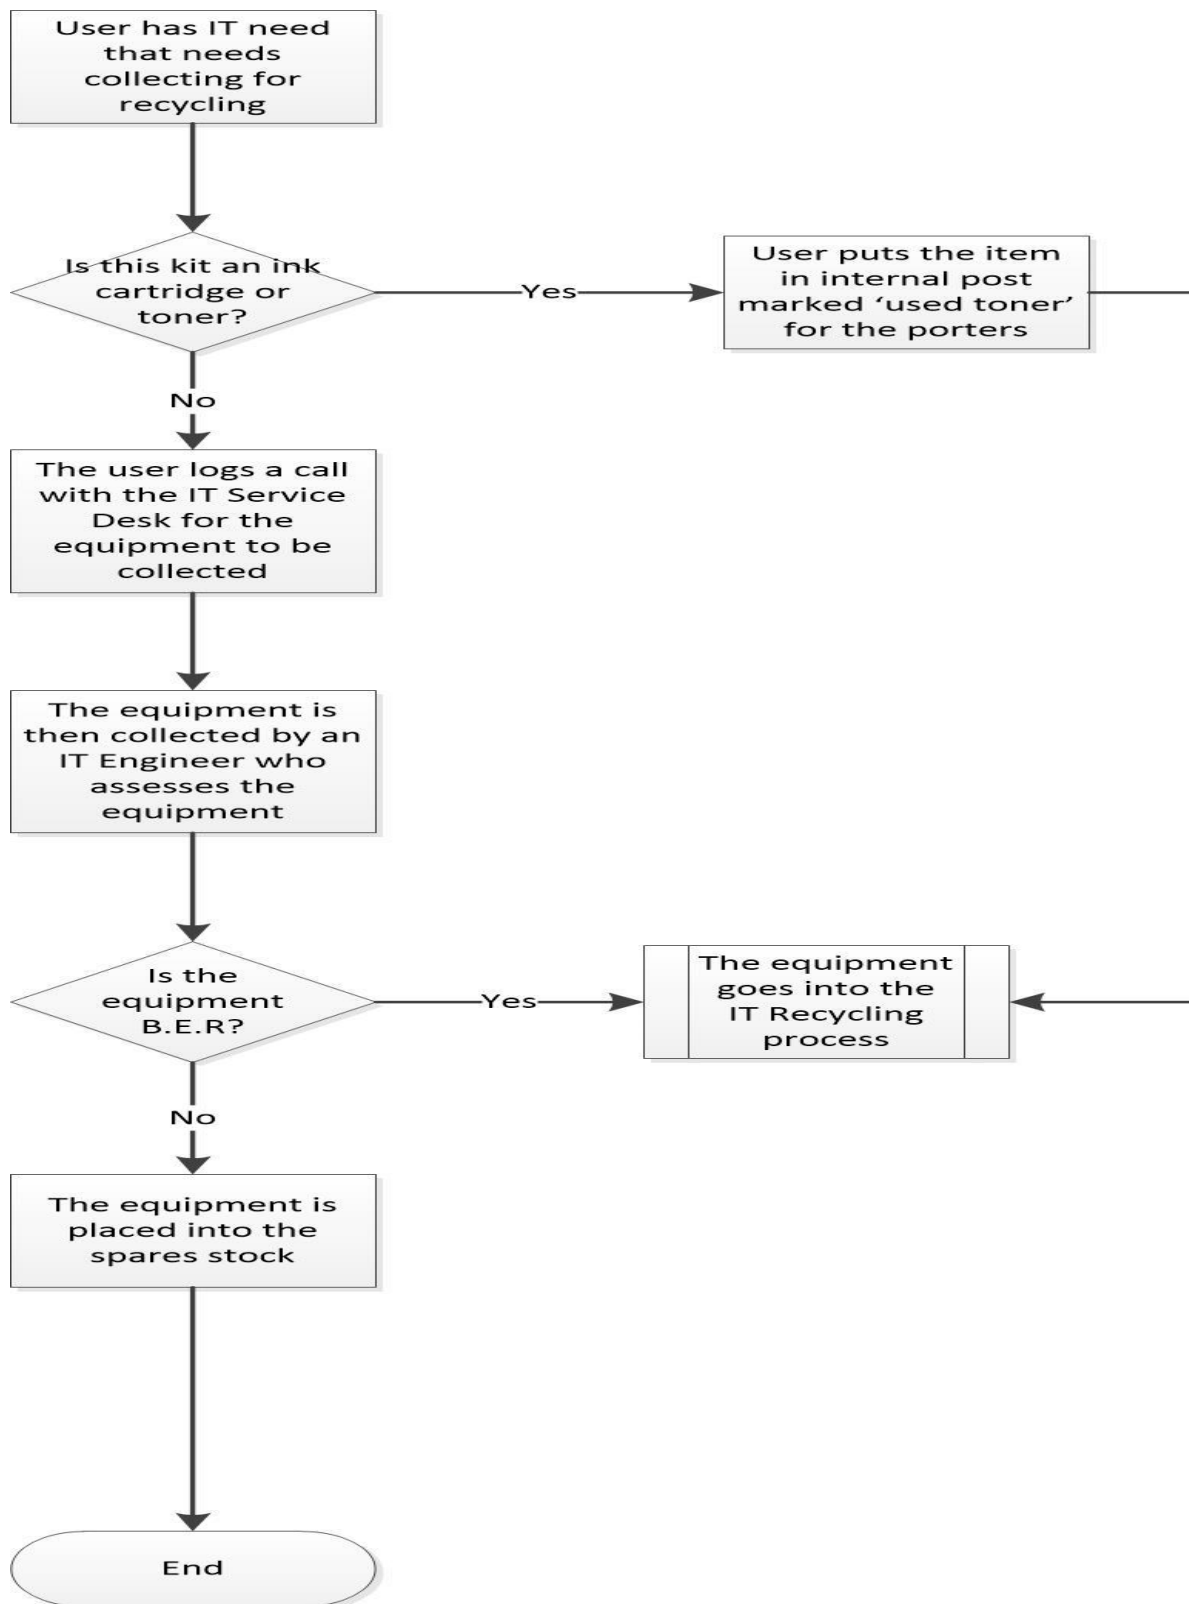 User has IT need
that needs
collecting for
recycling
Is this kit an ink
cartridge or
toner?
Yes
User puts the item
in internal post
marked ‘used toner’
for the porters
No
The user logs a call
with the IT Service
Desk for the
equipment to be
collected
The equipment is
then collected by an
IT Engineer who
assesses the
equipment
Is the
equipment
B.E.R?
Yes
The equipment
goes into the
IT Recycling
process
No
The equipment is
placed into the
spares stock
End